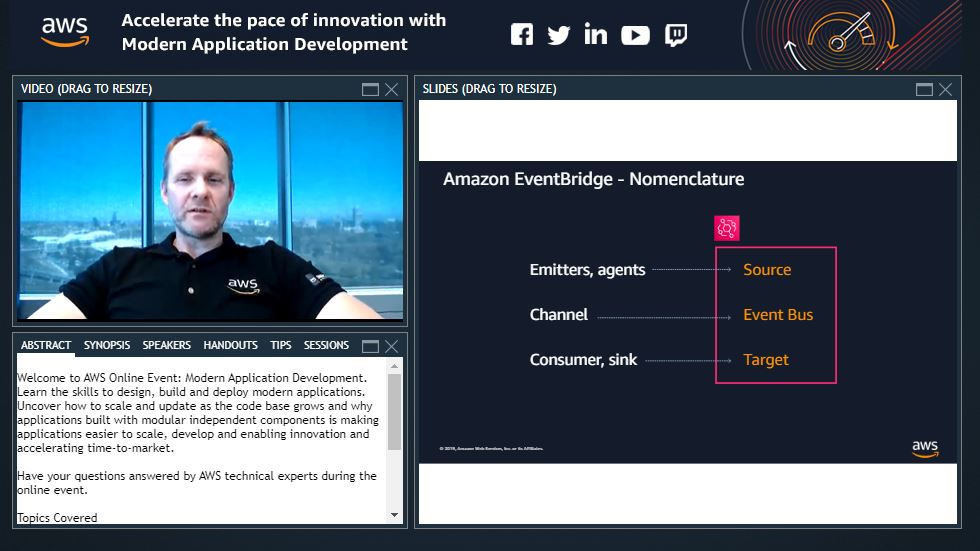 aws
Accelerate the pace of innovation with
Modern Application Development
VIDEO (DRAG TO RESIZE)
aws
ABSTRACT SYNOPSIS SPEAKERS HANDOUTS TIPS SESSIONS
Welcome to AWS Online Event: Modern Application Development.
Learn the skills to design, build and deploy modern applications.
Uncover how to scale and update as the code base grows and why
applications built with modular independent components is making
applications easier to scale, develop and enabling innovation and
accelerating time-to-market.
Have your questions answered by AWS technical experts during the
online event.
Topics Covered
SLIDES (DRAG TO RESIZE)
Amazon EventBridge - Nomenclature
Emitters, agents Source
Channel Event Bus
Consumer, sink Target
© 2019, Amazon Web Services, Inc. or its Affiliates.
aws